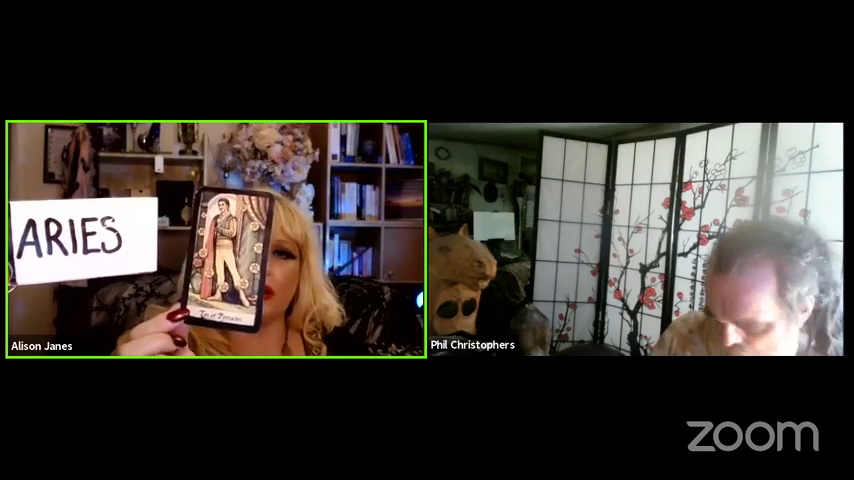 ARIES
Ten of Pentacles
Alison Janes
Phil Christophers
zoom